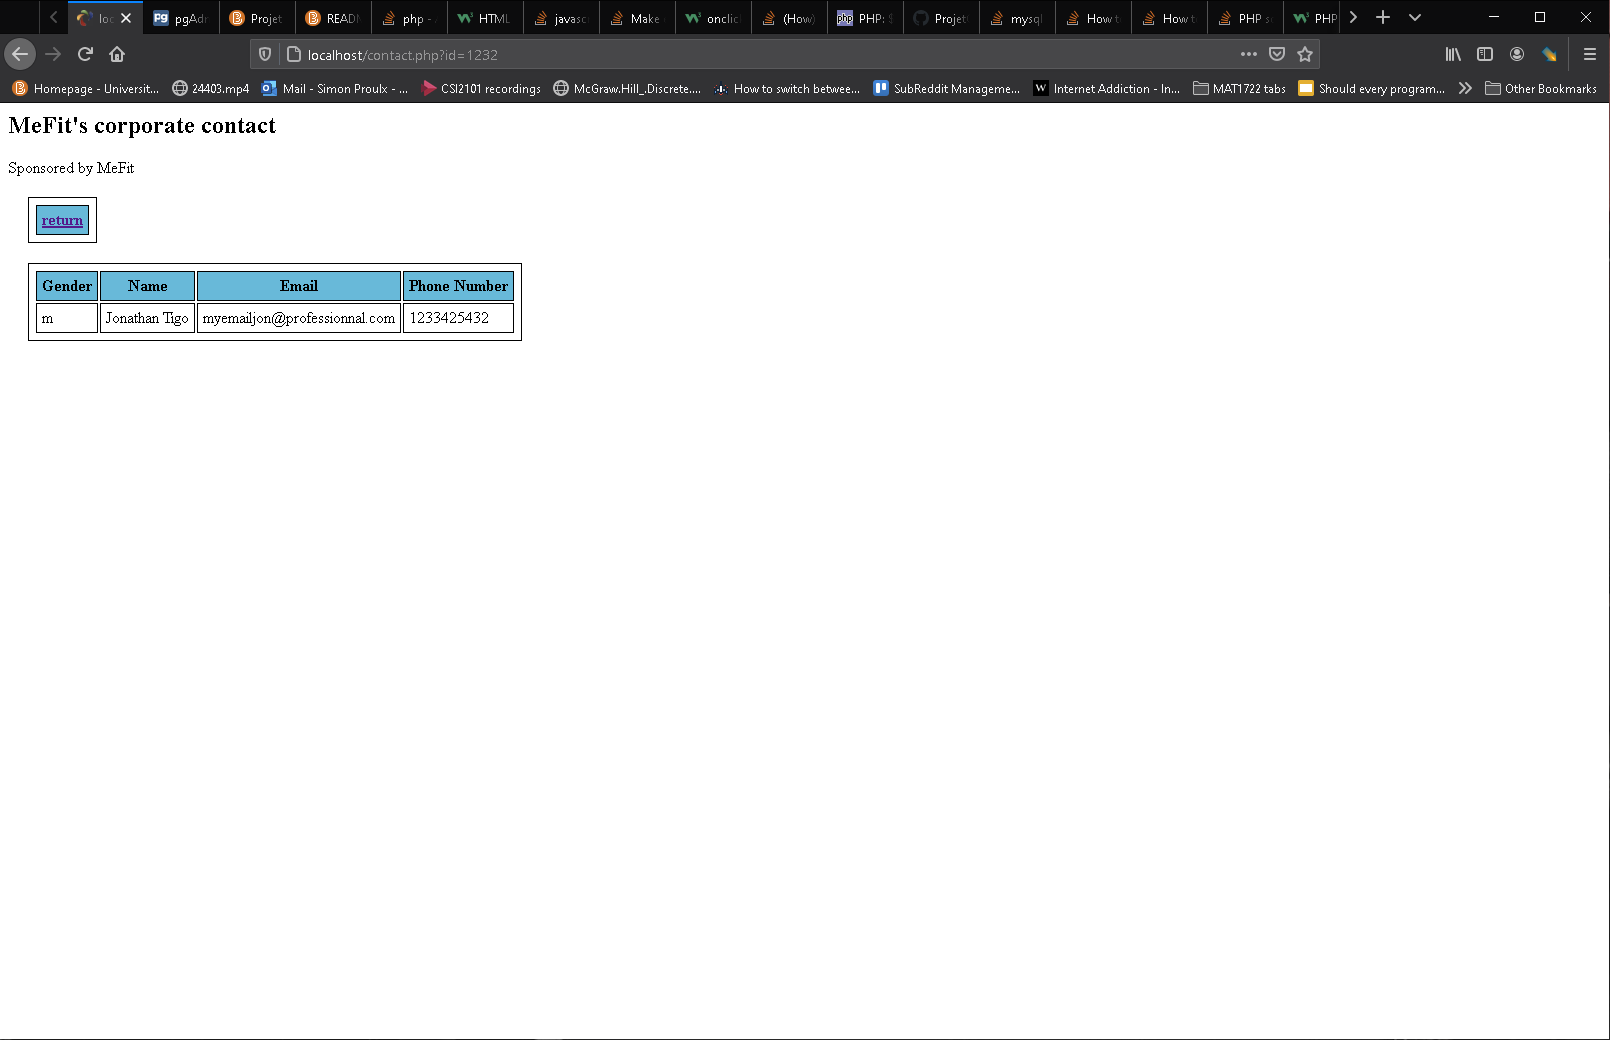 loc pgAdr Projet READN php - HTML javasc Make onclic (How) PHP: Projet mysql How t How t PHP s PHP
localhost/contact.php?id=1232
Homepage - Universit... 24403.mp4 Mail - Simon Proulx - ... CSI2101 recordings McGraw.Hill_.Discrete.... How to switch betwee... SubReddit Manageme... Internet Addiction - In... MAT1722 tabs Should every program... Other Bookmarks
MeFit's corporate contact
Sponsored by MeFit
return
Gender Name Email Phone Number
m Jonathan Tigo myemailjon@professionnal.com 1233425432